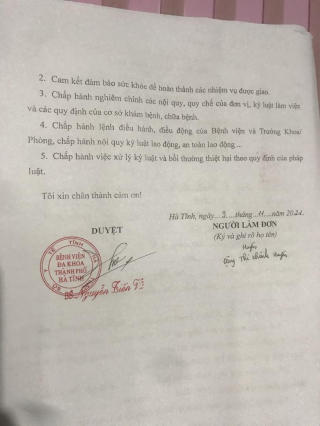 2. Cam kết đảm bảo sức khỏe để hoàn thành các nhiệm vụ được giao.
3. Chấp hành nghiêm chỉnh các nội quy, quy chế của đơn vị, kỷ luật làm việc
và các quy định của cơ sở khám bệnh, chữa bệnh.
4. Chấp hành lệnh điều hành, điều động của Bệnh viện và Trưởng Khoa/
Phòng, chấp hành nội quy kỷ luật lao động, an toàn lao động ...
5. Chấp hành việc xử lý kỷ luật và bồi thường thiệt hại theo quy định của pháp
luật.
Tôi xin chân thành cảm ơn!
Hà Tĩnh, ngày 3 tháng 11 năm 2021
DUYỆT
NGƯỜI LÀM ĐƠN
(Ký và ghi rõ họ tên)
BỆNH VIỆN
ĐA KHOA
THÀNH PHỐ
HÀ TĨNH
BS. Nguyễn Tiến
Thị Khánh